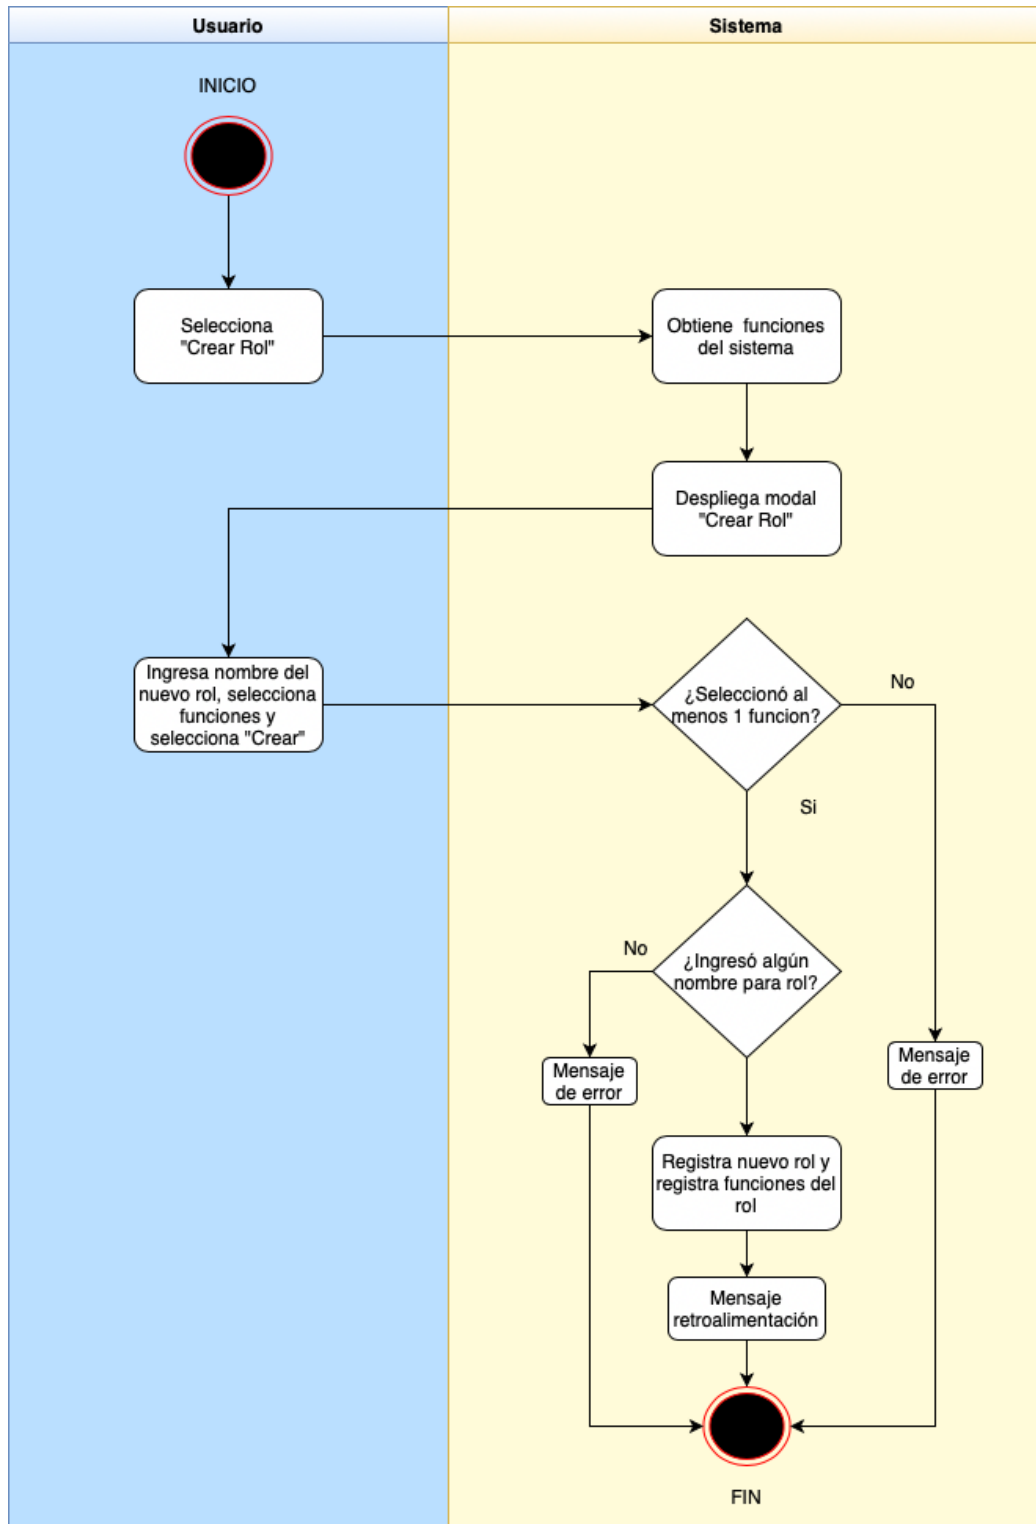 Usuario
Sistema
INICIO
Selecciona
"Crear Rol"
Obtiene  funciones
del sistema
Despliega modal
"Crear Rol"
Ingresa nombre del
nuevo rol, selecciona
funciones y
selecciona "Crear"
¿Seleccionó al
menos 1 funcion?
No
Si
¿Ingresó algún
nombre para rol?
No
Mensaje
de error
Mensaje
de error
Registra nuevo rol y
registra funciones del
rol
Mensaje
retroalimentación
FIN